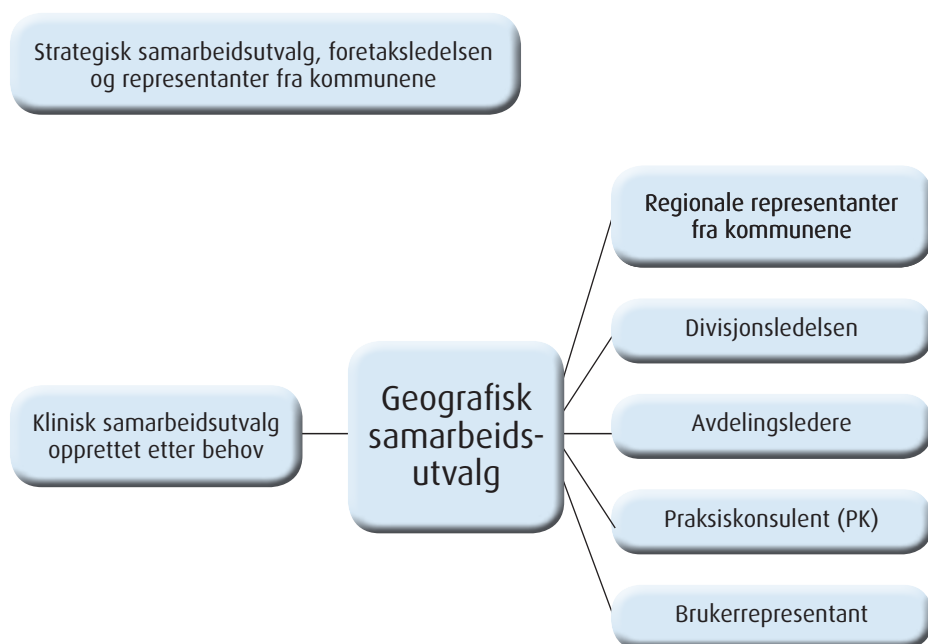 Strategisk samarbeidsutvalg, foretaksledelsen
og representanter fra kommunene
Regionale representanter
fra kommunene
Divisjonsledelsen
Klinisk samarbeidsutvalg
opprettet etter behov
Geografisk
samarbeids-
utvalg
Avdelingsledere
Praksiskonsulent (PK)
Brukerrepresentant